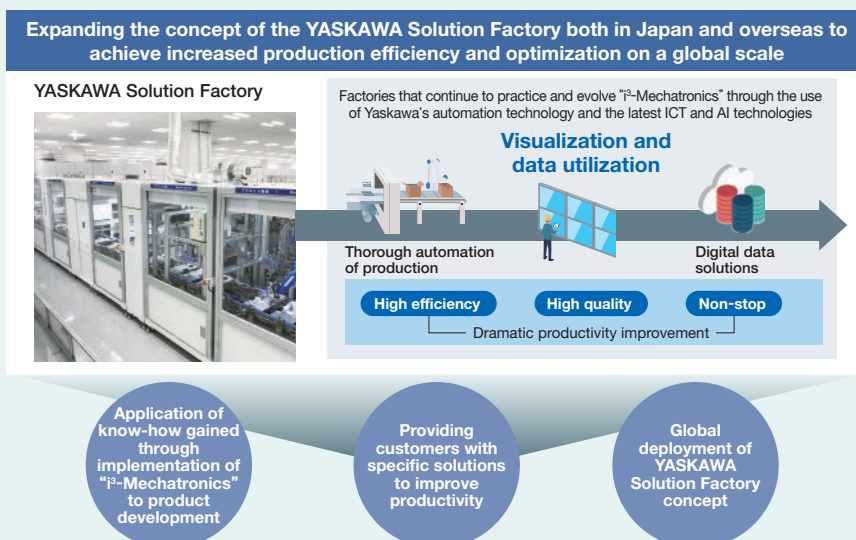 Expanding the concept of the YASKAWA Solution Factory both in Japan and overseas to
achieve increased production efficiency and optimization on a global scale
YASKAWA Solution Factory
Factories that continue to practice and evolve “i³-Mechatronics” through the use
of Yaskawa’s automation technology and the latest ICT and AI technologies
Visualization and
data utilization
Thorough automation
of production
Digital data
solutions
High efficiency
High quality
Non-stop
Dramatic productivity improvement
Application of
know-how gained
through
implementation of
“i³-Mechatronics”
to product
development
Providing
customers with
specific solutions
to improve
productivity
Global
deployment of
YASKAWA
Solution Factory
concept